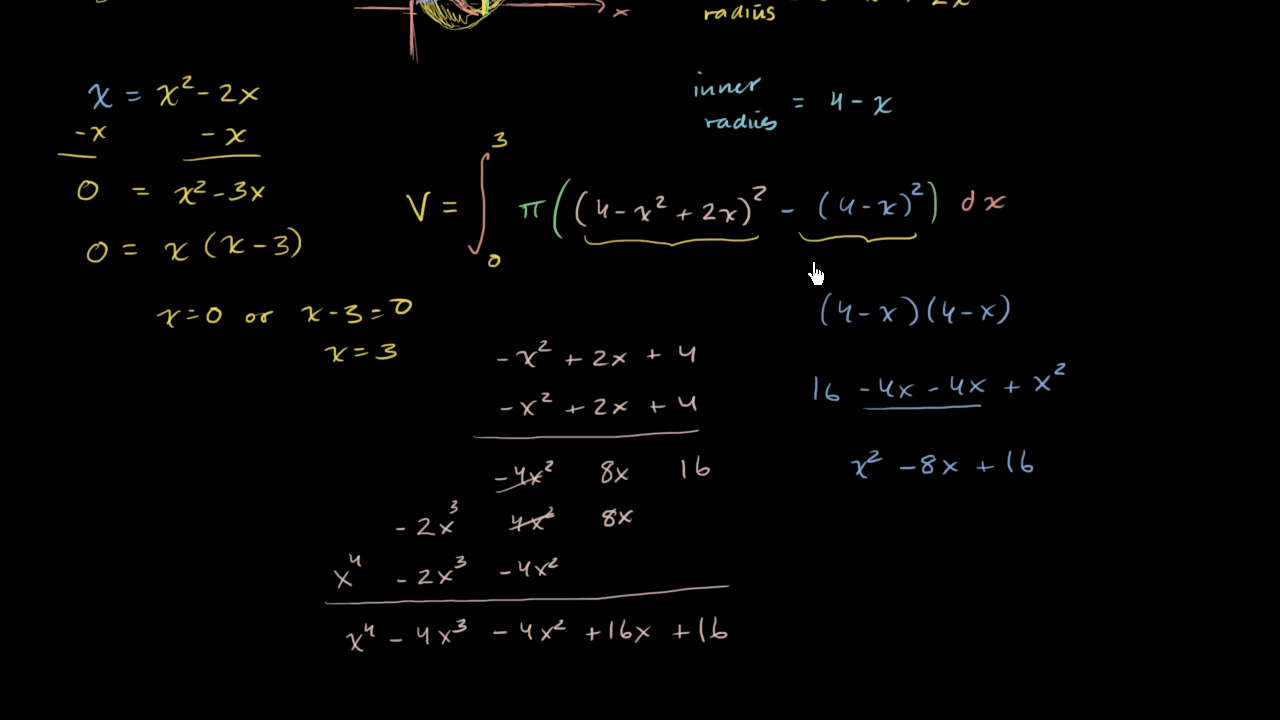 x
radius
x = x² - 2x
-x - x
0 = x² - 3x
0 = x (x - 3)
x = 0 or x - 3 = 0
x = 3
inner
radius = 4 - x
V = ∫₀³ π((4 - x² + 2x)² - (4 - x)²) dx
(4 - x)(4 - x)
16 - 4x - 4x + x²
x² - 8x + 16
- x² + 2x + 4
- x² + 2x + 4
- 4x² 8x 16
- 2x³ 4x² 8x
x⁴ - 2x³ - 4x²
x⁴ - 4x³ - 4x² + 16x + 16